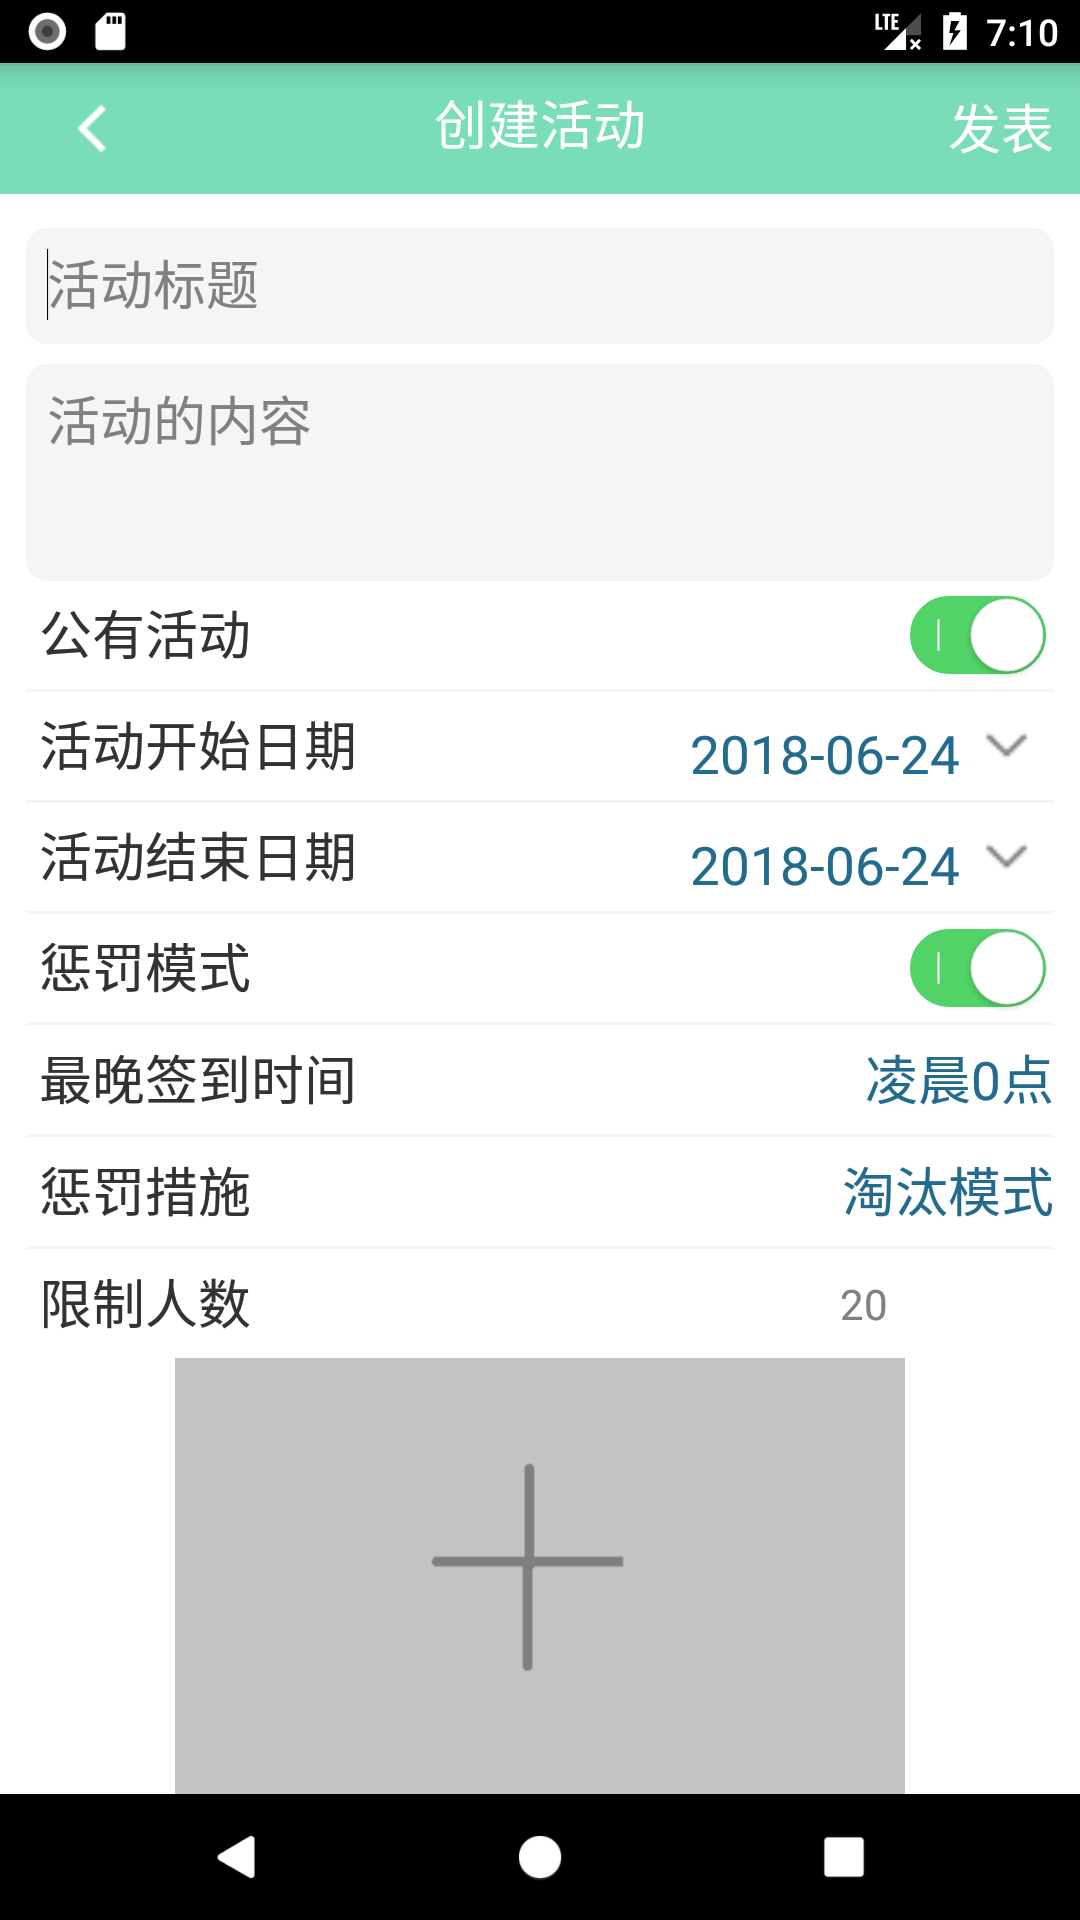 LTE 7:10
创建活动 发表
活动标题
活动的内容
公有活动
活动开始日期 2018-06-24
活动结束日期 2018-06-24
惩罚模式
最晚签到时间 凌晨0点
惩罚措施 淘汰模式
限制人数 20